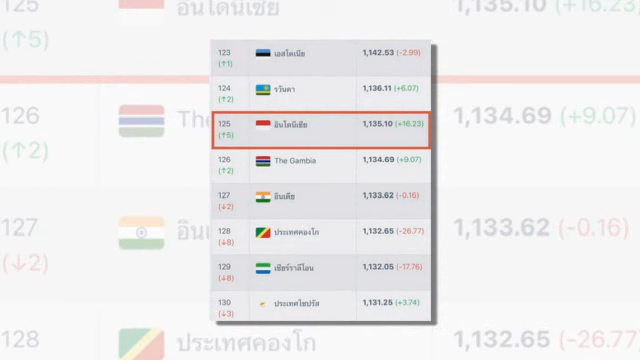 อินโดนีเซีย 1,135.10 (+16.23)
(↑5)
126 The 1,134.69 (+9.07)
(↑2)
127 1,133.62 (-0.16)
(↓2)
128 ประเทศคองโก 1,132.65 (-26.77)
123 เอสโตเนีย 1,142.53 (-2.99)
(↑1)
124 รวันดา 1,136.11 (+6.07)
(↑2)
125 อินโดนีเซีย 1,135.10 (+16.23)
(↑5)
126 The Gambia 1,134.69 (+9.07)
(↑2)
127 อินเดีย 1,133.62 (-0.16)
(↓2)
128 ประเทศคองโก 1,132.65 (-26.77)
(↓8)
129 เซียร์ราลีโอน 1,132.05 (-17.76)
(↓8)
130 ประเทศไซปรัส 1,131.25 (+3.74)
(↓3)